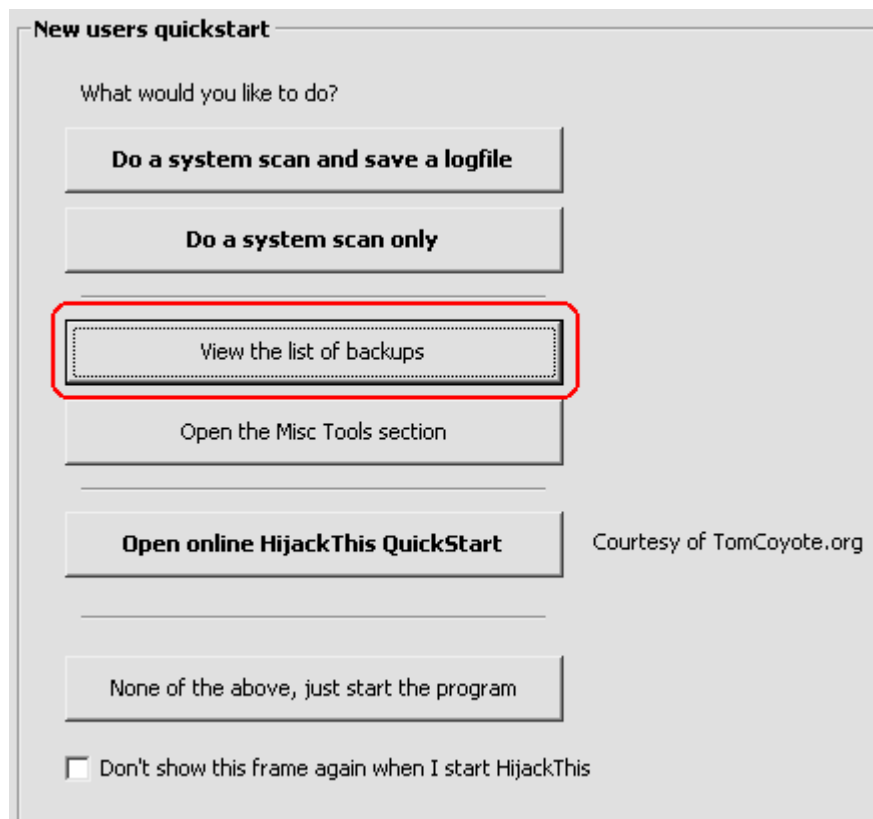 New users quickstart
What would you like to do?
Do a system scan and save a logfile
Do a system scan only
View the list of backups
Open the Misc Tools section
Open online HijackThis QuickStart
Courtesy of TomCoyote.org
None of the above, just start the program
Don't show this frame again when I start HijackThis